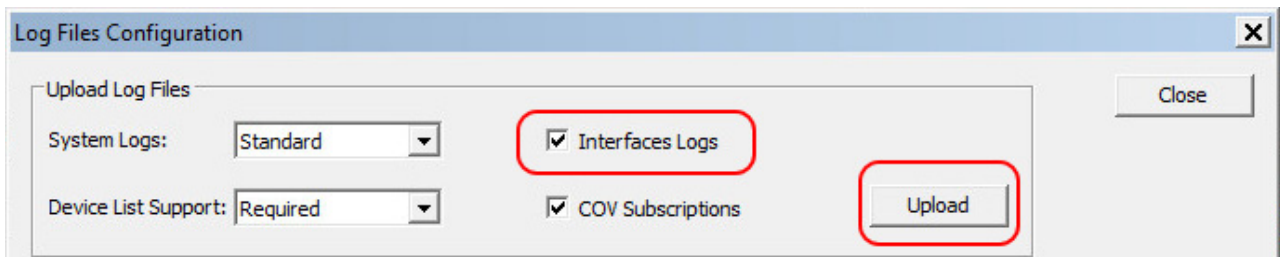 Log Files Configuration
Upload Log Files
Close
System Logs: Standard Interfaces Logs
Device List Support: Required COV Subscriptions Upload